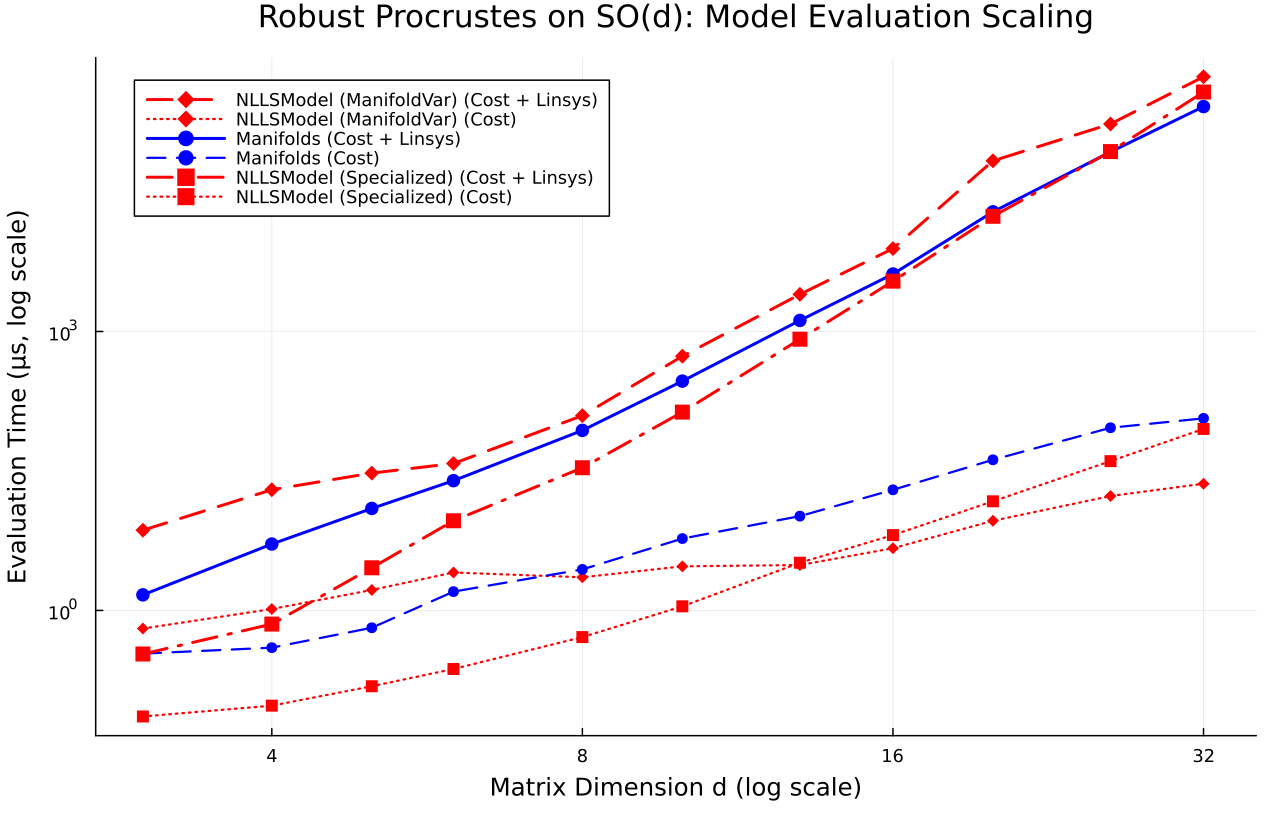 Robust Procrustes on SO(d): Model Evaluation Scaling
NLLSModel (ManifoldVar) (Cost + Linsys)
NLLSModel (ManifoldVar) (Cost)
Manifolds (Cost + Linsys)
Manifolds (Cost)
NLLSModel (Specialized) (Cost + Linsys)
NLLSModel (Specialized) (Cost)
Evaluation Time (μs, log scale)
10³
10⁰
4
8
16
32
Matrix Dimension d (log scale)